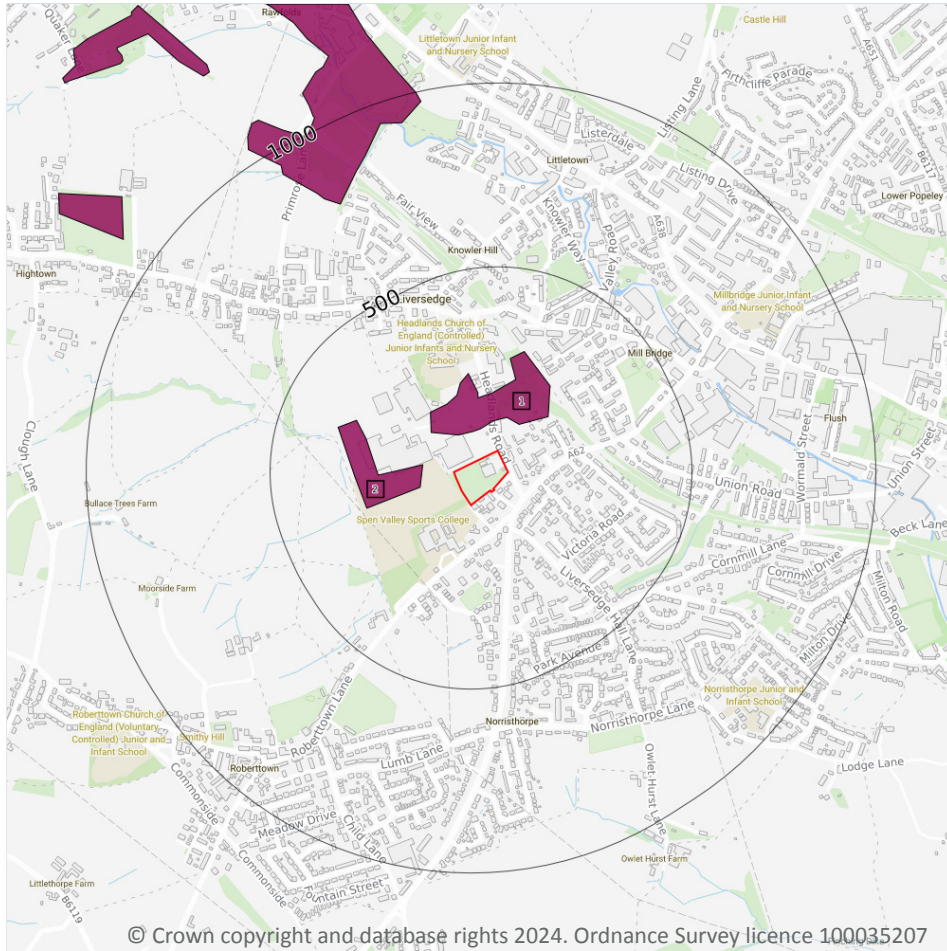 Quaker La
Rawfolds
Littletown Junior Infant
and Nursery School
Castle Hill
A651
Firthcliffe Parade
Listing Lane
B6117
1000
Listerdale
Littletown
Listing Drive
Primrose Lane
Fair View
Knowler Way
Valley Road
A638
Lower Popeley
Hightown
Knowler Hill
500
Liversedge
Headlands Church of
England (Controlled)
Junior Infants and Nursery
School
Millbridge Junior Infant
and Nursery School
Mill Bridge
Headlands Road
1
Flush
Clough Lane
A62
Wormald Street
Union Street
2
Union Road
Bullace Trees Farm
Spen Valley Sports College
Victoria Road
Beck Lane
Cornmill Lane
Cornmill Drive
Moorside Farm
Liversedge Hall Lane
Milton Road
Milton Drive
Park Avenue
Roberttown Lane
Norristhorpe Junior and
Infant School
Roberttown Church of
England (Voluntary
Controlled) Junior and
Infant School
Smithy Hill
Norristhorpe
Norristhorpe Lane
Lumb Lane
Roberttown
Lodge Lane
Commonside
Owlet Hurst Lane
Meadow Drive
Child Lane
Commonside
Owlet Hurst Farm
Littlethorpe Farm
B6119
ountain Street
© Crown copyright and database rights 2024. Ordnance Survey licence 100035207